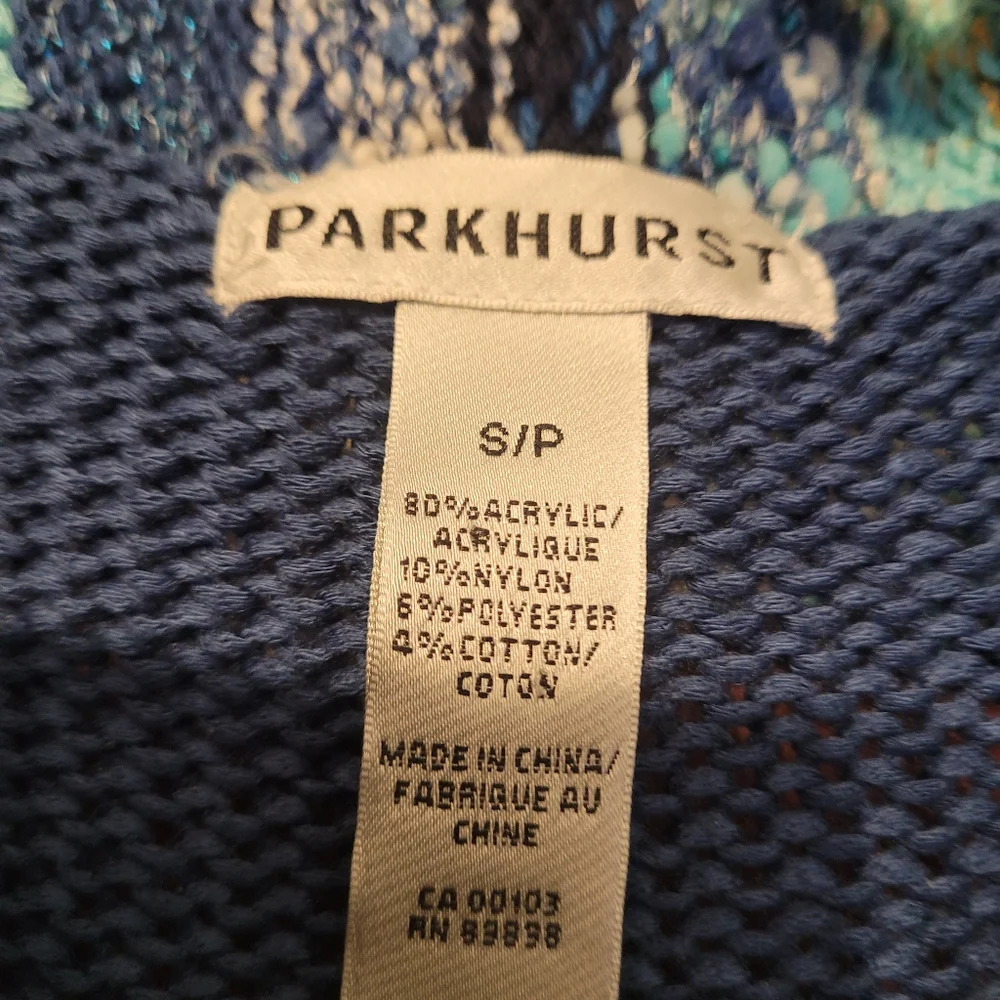 PARKHURST
S/P
80%ACRYLIC/
ACRYLIQUE
10%NYLON
6%POLYESTER
4%COTTON/
COTON
MADE IN CHINA/
FABRIQUE AU
CHINE
CA 00103
RN 83838